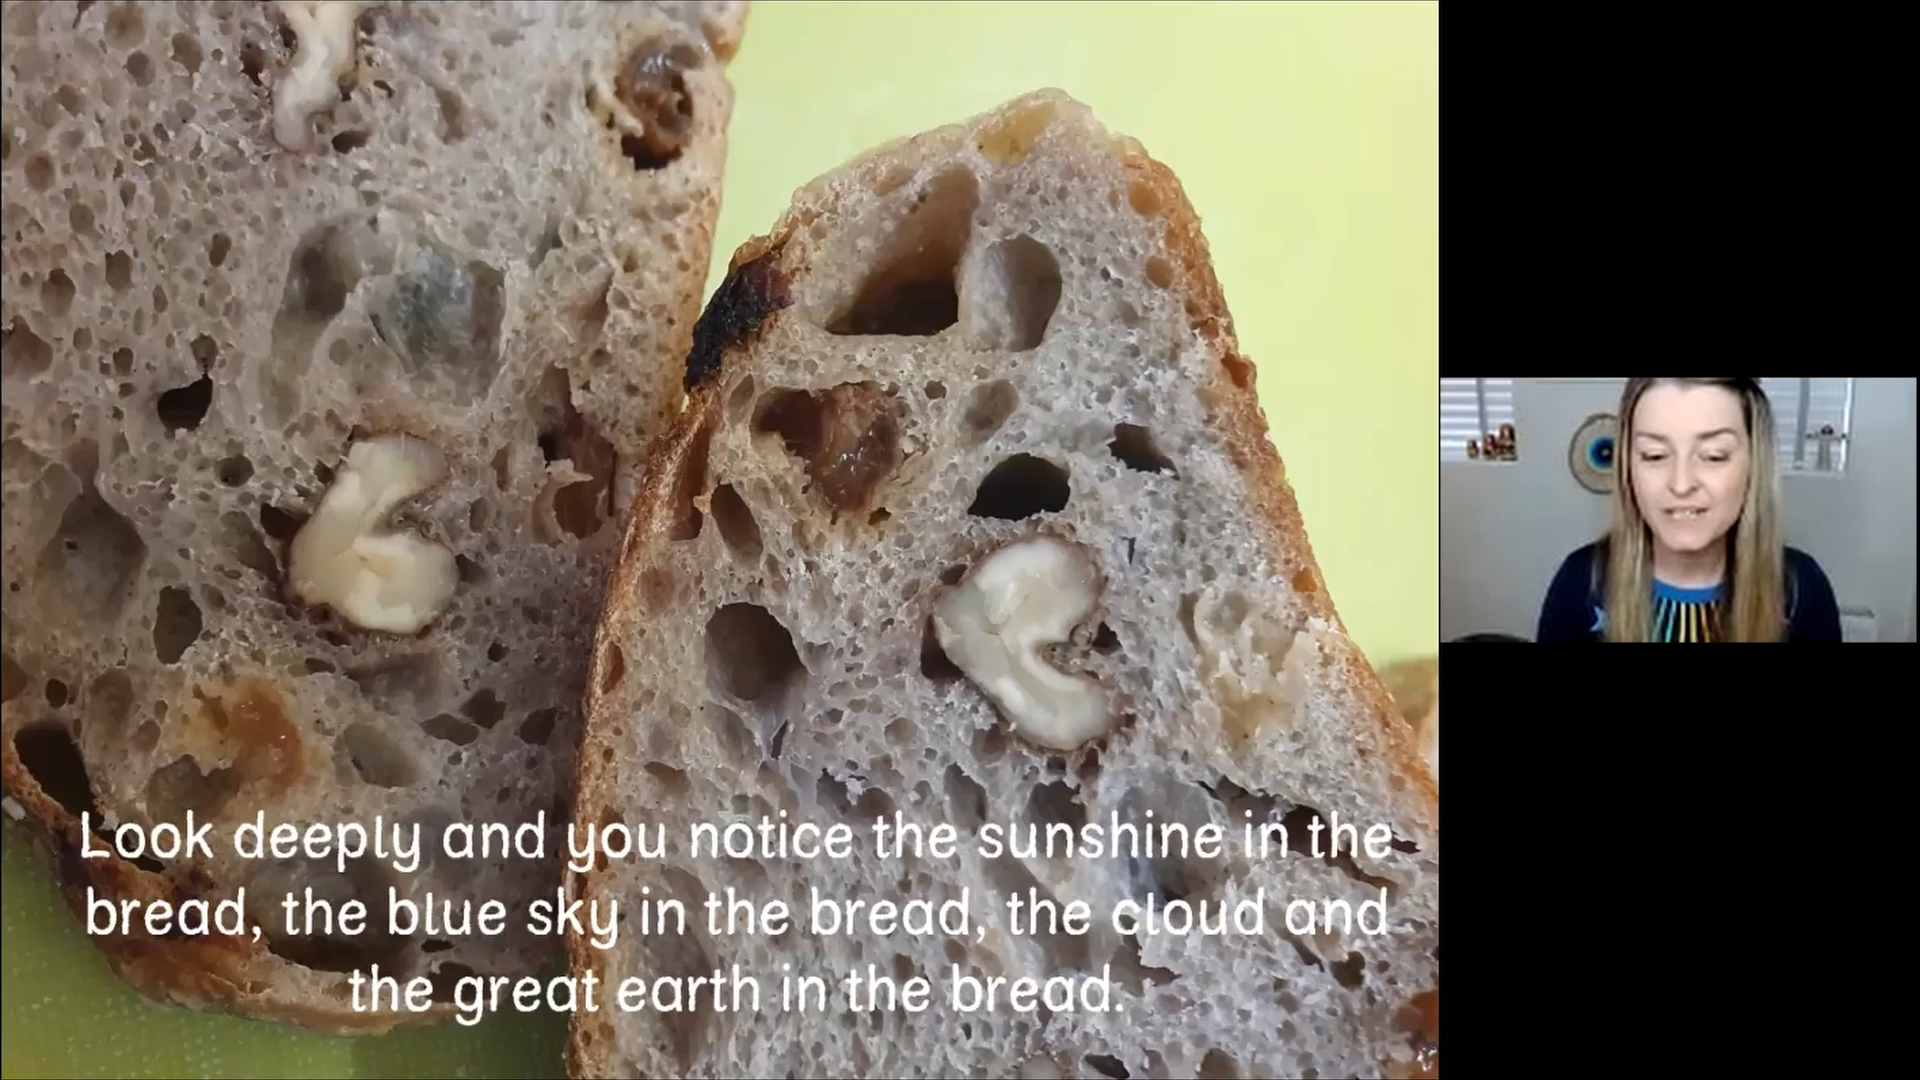 Look deeply and you notice the sunshine in the
bread, the blue sky in the bread, the cloud and
the great earth in the bread.